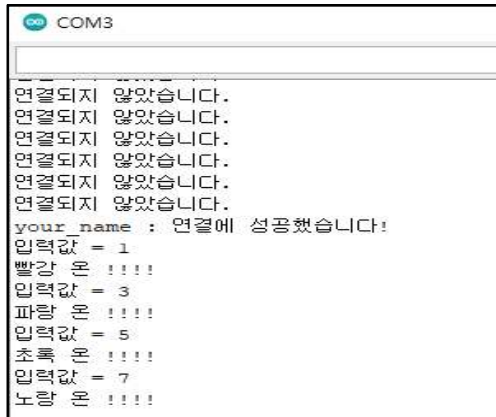 COM3
연결되지 않았습니다.
연결되지 않았습니다.
연결되지 않았습니다.
연결되지 않았습니다.
연결되지 않았습니다.
연결되지 않았습니다.
your_name : 연결에 성공했습니다!
입력값 = 1
빨강 온 !!!!
입력값 = 3
파랑 온 !!!!
입력값 = 5
초록 온 !!!!
입력값 = 7
노랑 온 !!!!